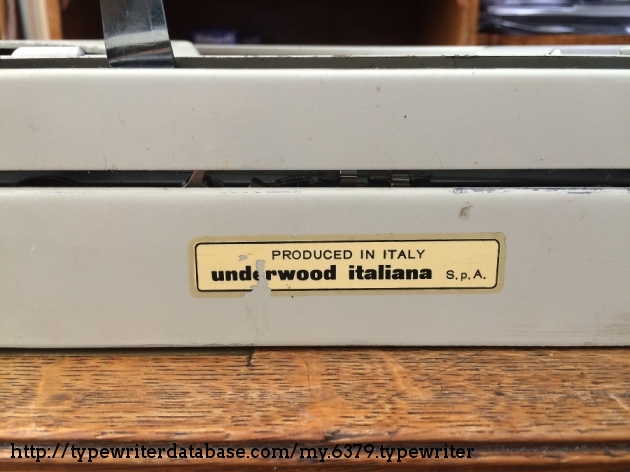 PRODUCED IN ITALY
underwood italiana S.p.A.
http://typewriterdatabase.com/my.6379.typewriter